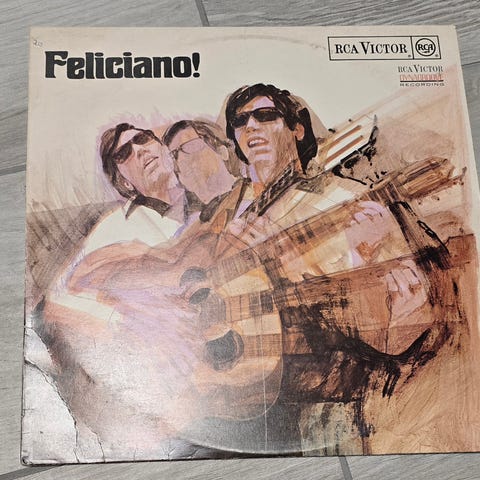 Feliciano!
RCA VICTOR
RCA
RCA VICTOR
DYNAGROOVE
RECORDING